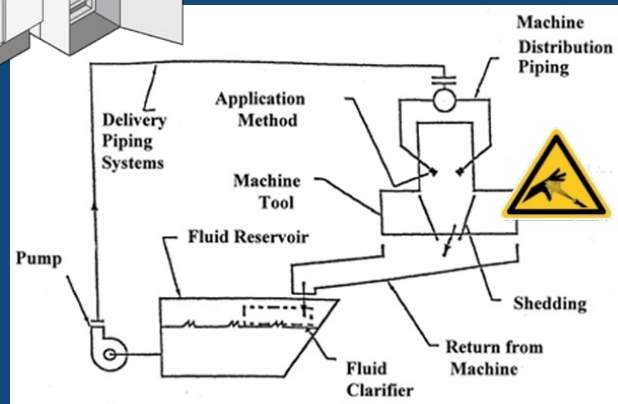 Machine
Distribution
Piping
Application
Method
Delivery
Piping
Systems
Machine
Tool
Fluid Reservoir
Pump
Shedding
Return from
Machine
Fluid
Clarifier